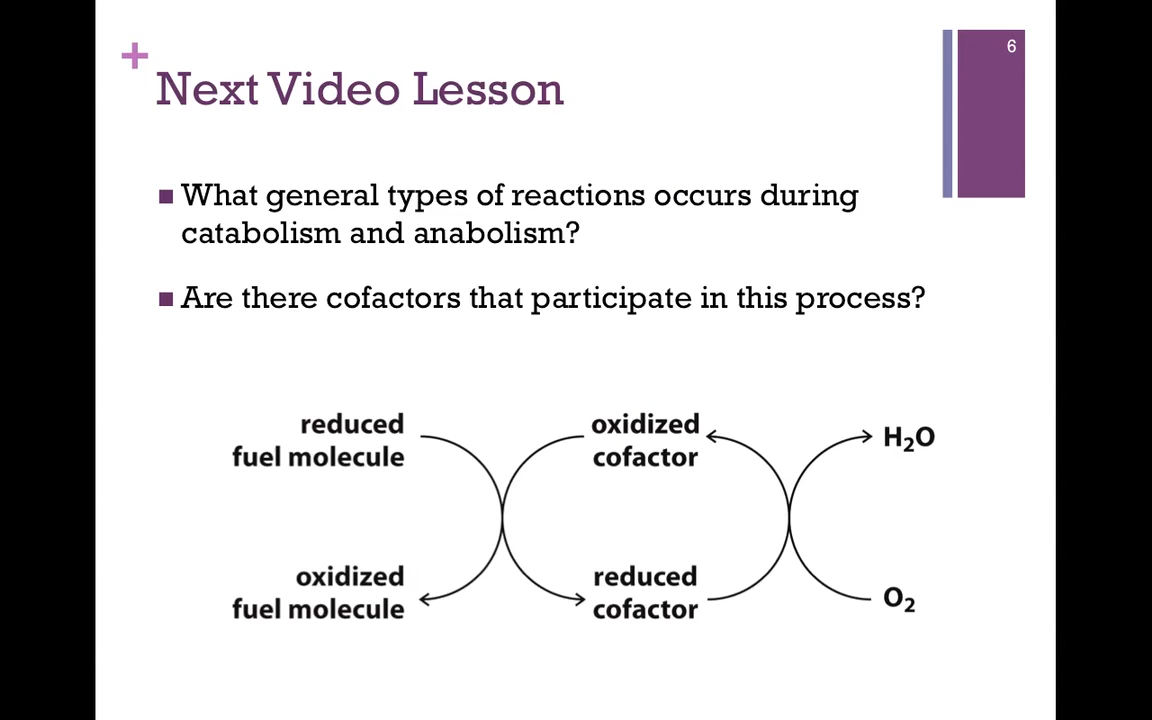 6
+
Next Video Lesson
■ What general types of reactions occurs during
catabolism and anabolism?
■ Are there cofactors that participate in this process?
reduced
fuel molecule
oxidized
cofactor
H₂O
oxidized
fuel molecule
reduced
cofactor
O₂